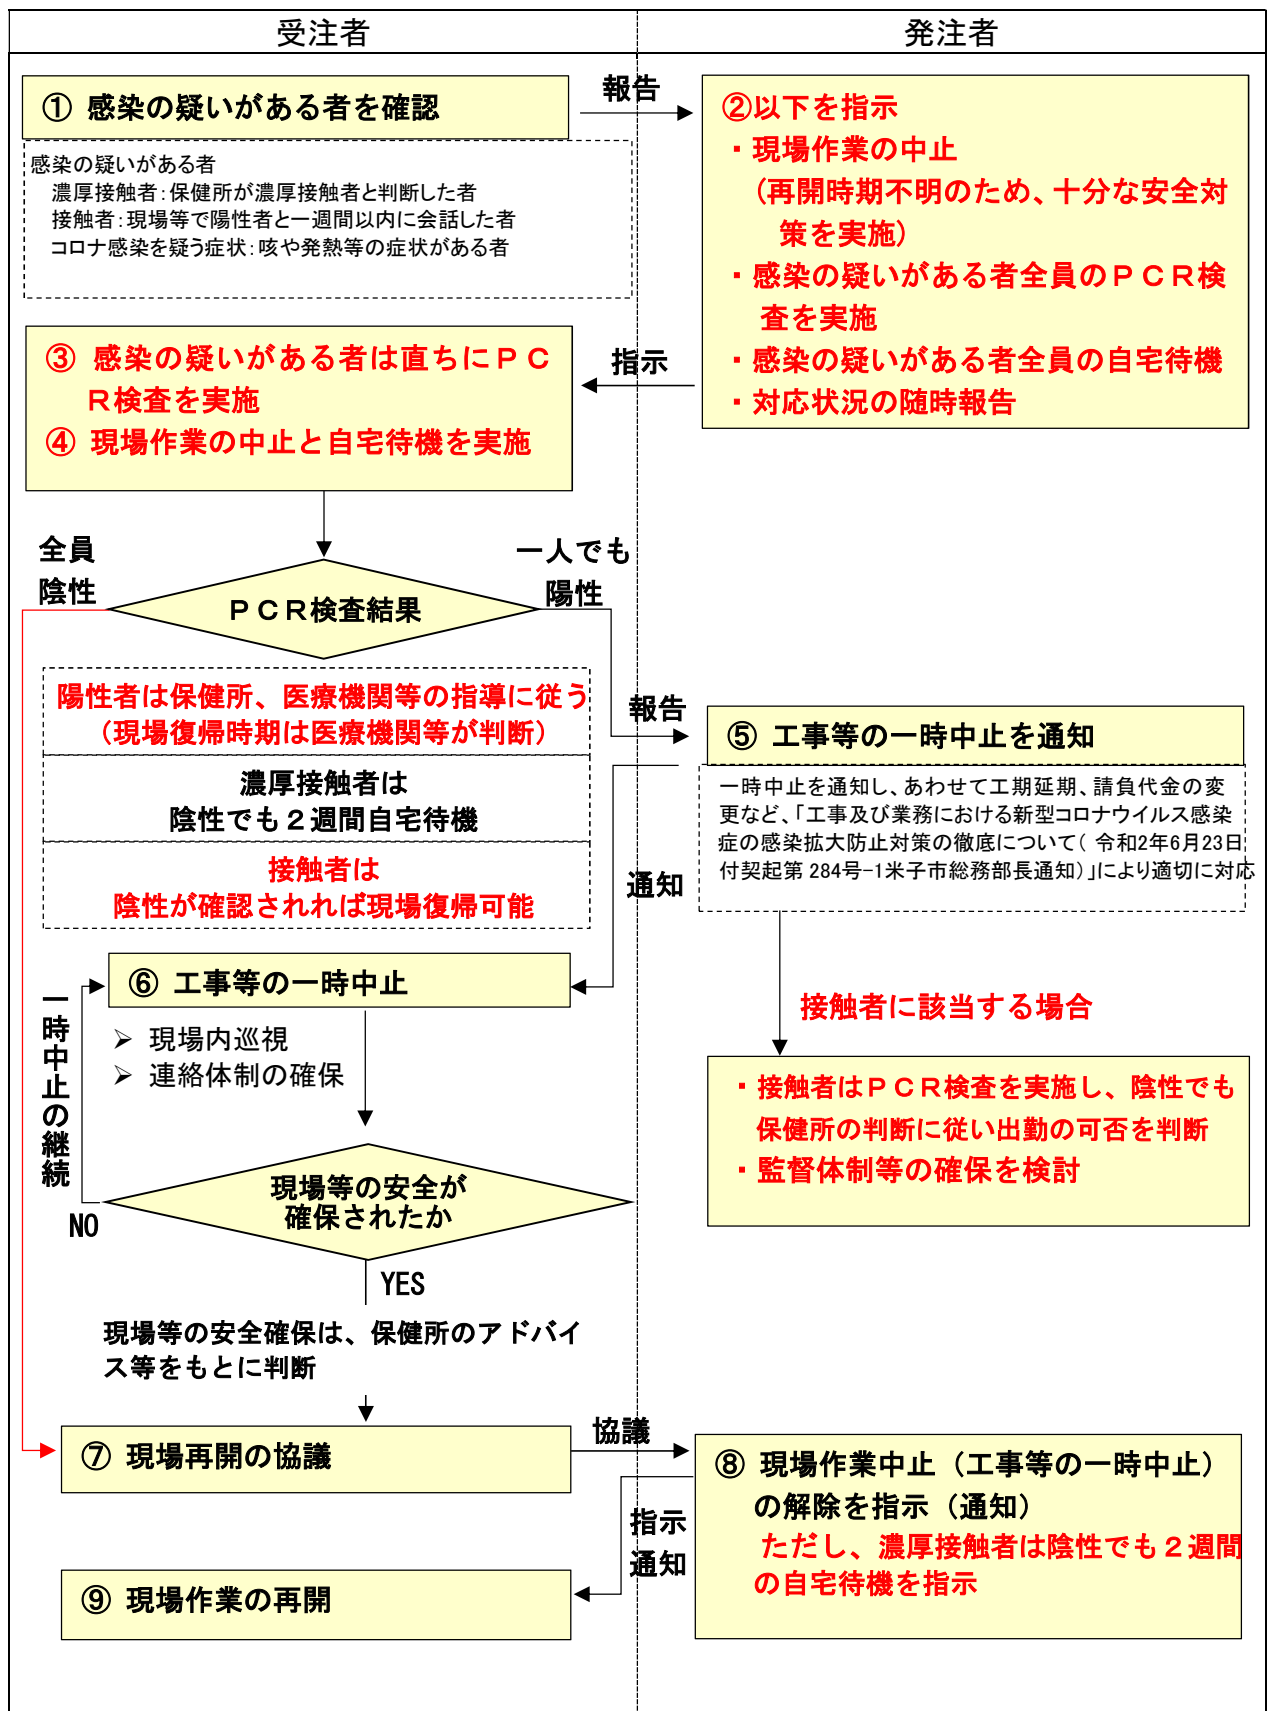 受注者
発注者
① 感染の疑いがある者を確認
報告
感染の疑いがある者
濃厚接触者：保健所が濃厚接触者と判断した者
接触者：現場等で陽性者と一週間以内に会話した者
コロナ感染を疑う症状：咳や発熱等の症状がある者
②以下を指示
・現場作業の中止
（再開時期不明のため、十分な安全対
策を実施）
・感染の疑いがある者全員のＰＣＲ検
査を実施
・感染の疑いがある者全員の自宅待機
・対応状況の随時報告
指示
③ 感染の疑いがある者は直ちにＰＣ
Ｒ検査を実施
④ 現場作業の中止と自宅待機を実施
全員
陰性
一人でも
陽性
ＰＣＲ検査結果
陽性者は保健所、医療機関等の指導に従う
（現場復帰時期は医療機関等が判断）
濃厚接触者は
陰性でも２週間自宅待機
接触者は
陰性が確認されれば現場復帰可能
報告
⑤ 工事等の一時中止を通知
一時中止を通知し、あわせて工期延期、請負代金の変
更など、「工事及び業務における新型コロナウイルス感染
症の感染拡大防止対策の徹底について（ 令和2年6月23日
付契起第 284号-1米子市総務部長通知）」により適切に対応
通知
⑥ 工事等の一時中止
➢ 現場内巡視
➢ 連絡体制の確保
一時中止の継続
接触者に該当する場合
・接触者はＰＣＲ検査を実施し、陰性でも
保健所の判断に従い出勤の可否を判断
・監督体制等の確保を検討
現場等の安全が
確保されたか
NO
YES
現場等の安全確保は、保健所のアドバイ
ス等をもとに判断
⑦ 現場再開の協議
協議
⑧ 現場作業中止（工事等の一時中止）
の解除を指示（通知）
ただし、濃厚接触者は陰性でも２週間
の自宅待機を指示
指示
通知
⑨ 現場作業の再開